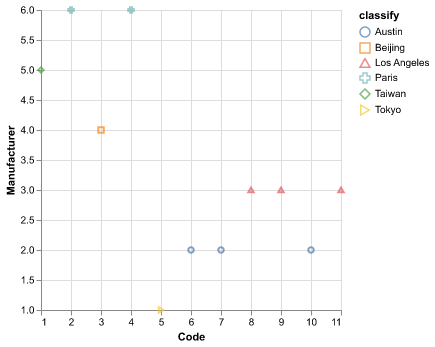 6.0
5.5
5.0
4.5
4.0
3.5
3.0
2.5
2.0
1.5
1.0
Manufacturer
1 2 3 4 5 6 7 8 9 10 11
Code
classify
Austin
Beijing
Los Angeles
Paris
Taiwan
Tokyo